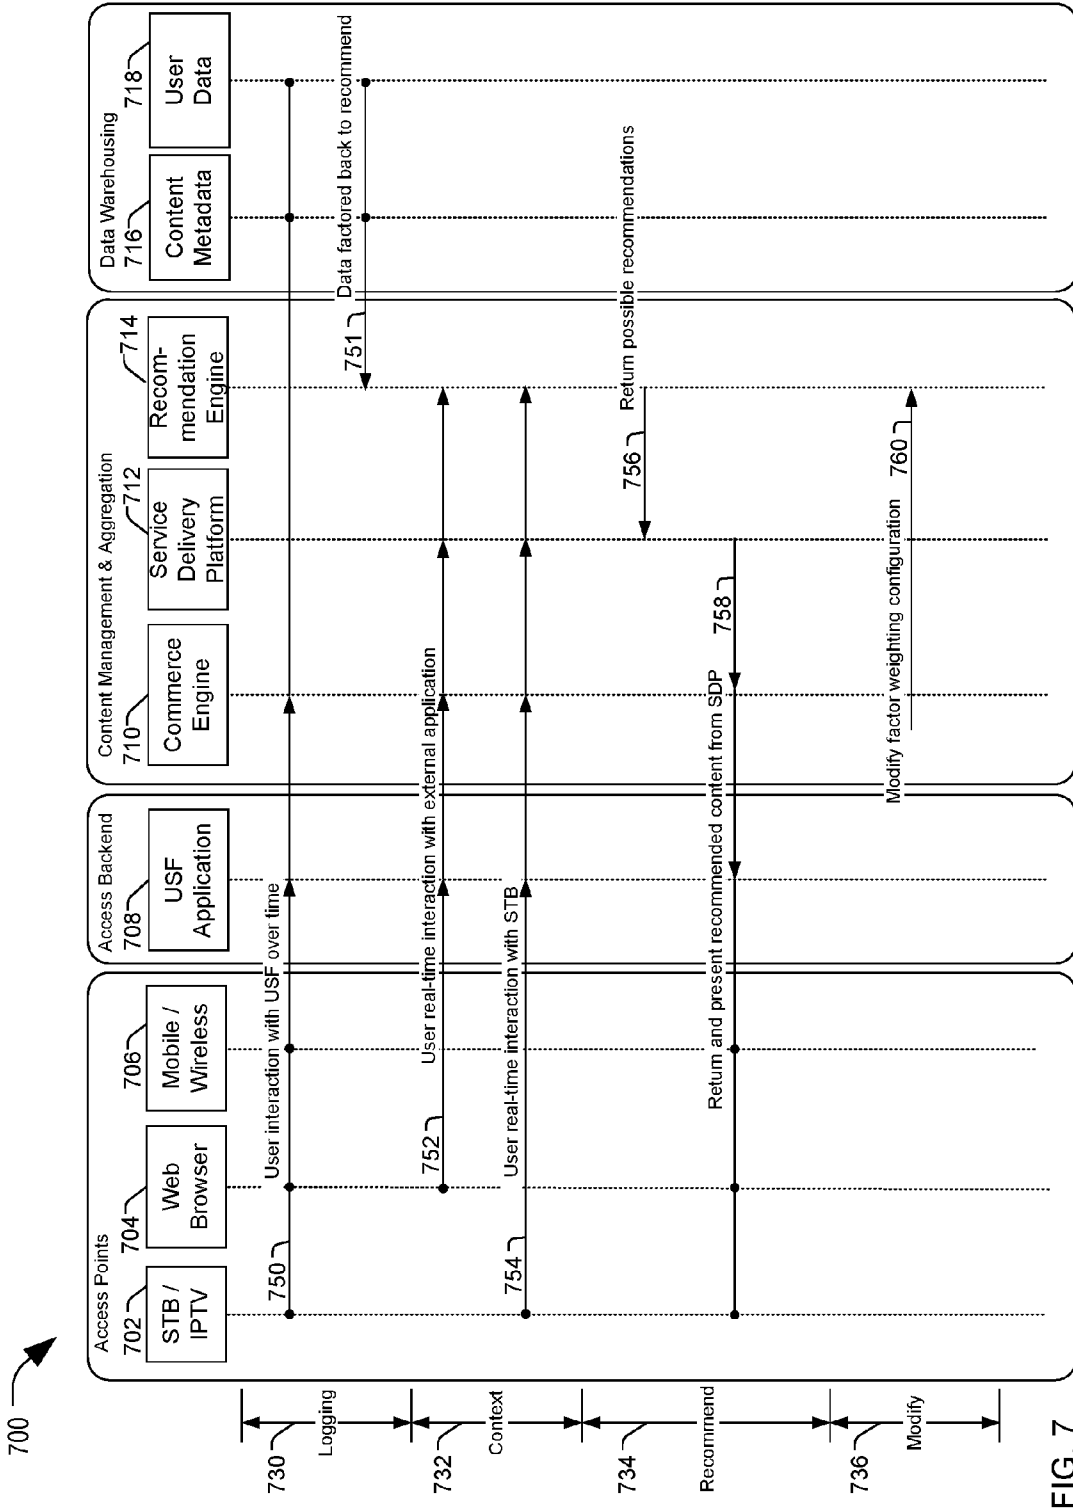 700
Access Points
Access Backend
Content Management & Aggregation
Data Warehousing
702
STB /
IPTV
704
Web
Browser
706
Mobile /
Wireless
708
USF
Application
710
Commerce
Engine
712
Service
Delivery
Platform
714
Recom-
mendation
Engine
716
Content
Metadata
718
User
Data
730
Logging
750
User interaction with USF over time
751
Data factored back to recommend
732
Context
752
User real-time interaction with external application
754
User real-time interaction with STB
734
Recommend
756
Return possible recommendations
758
Return and present recommended content from SDP
736
Modify
760
Modify factor weighting configuration
FIG. 7